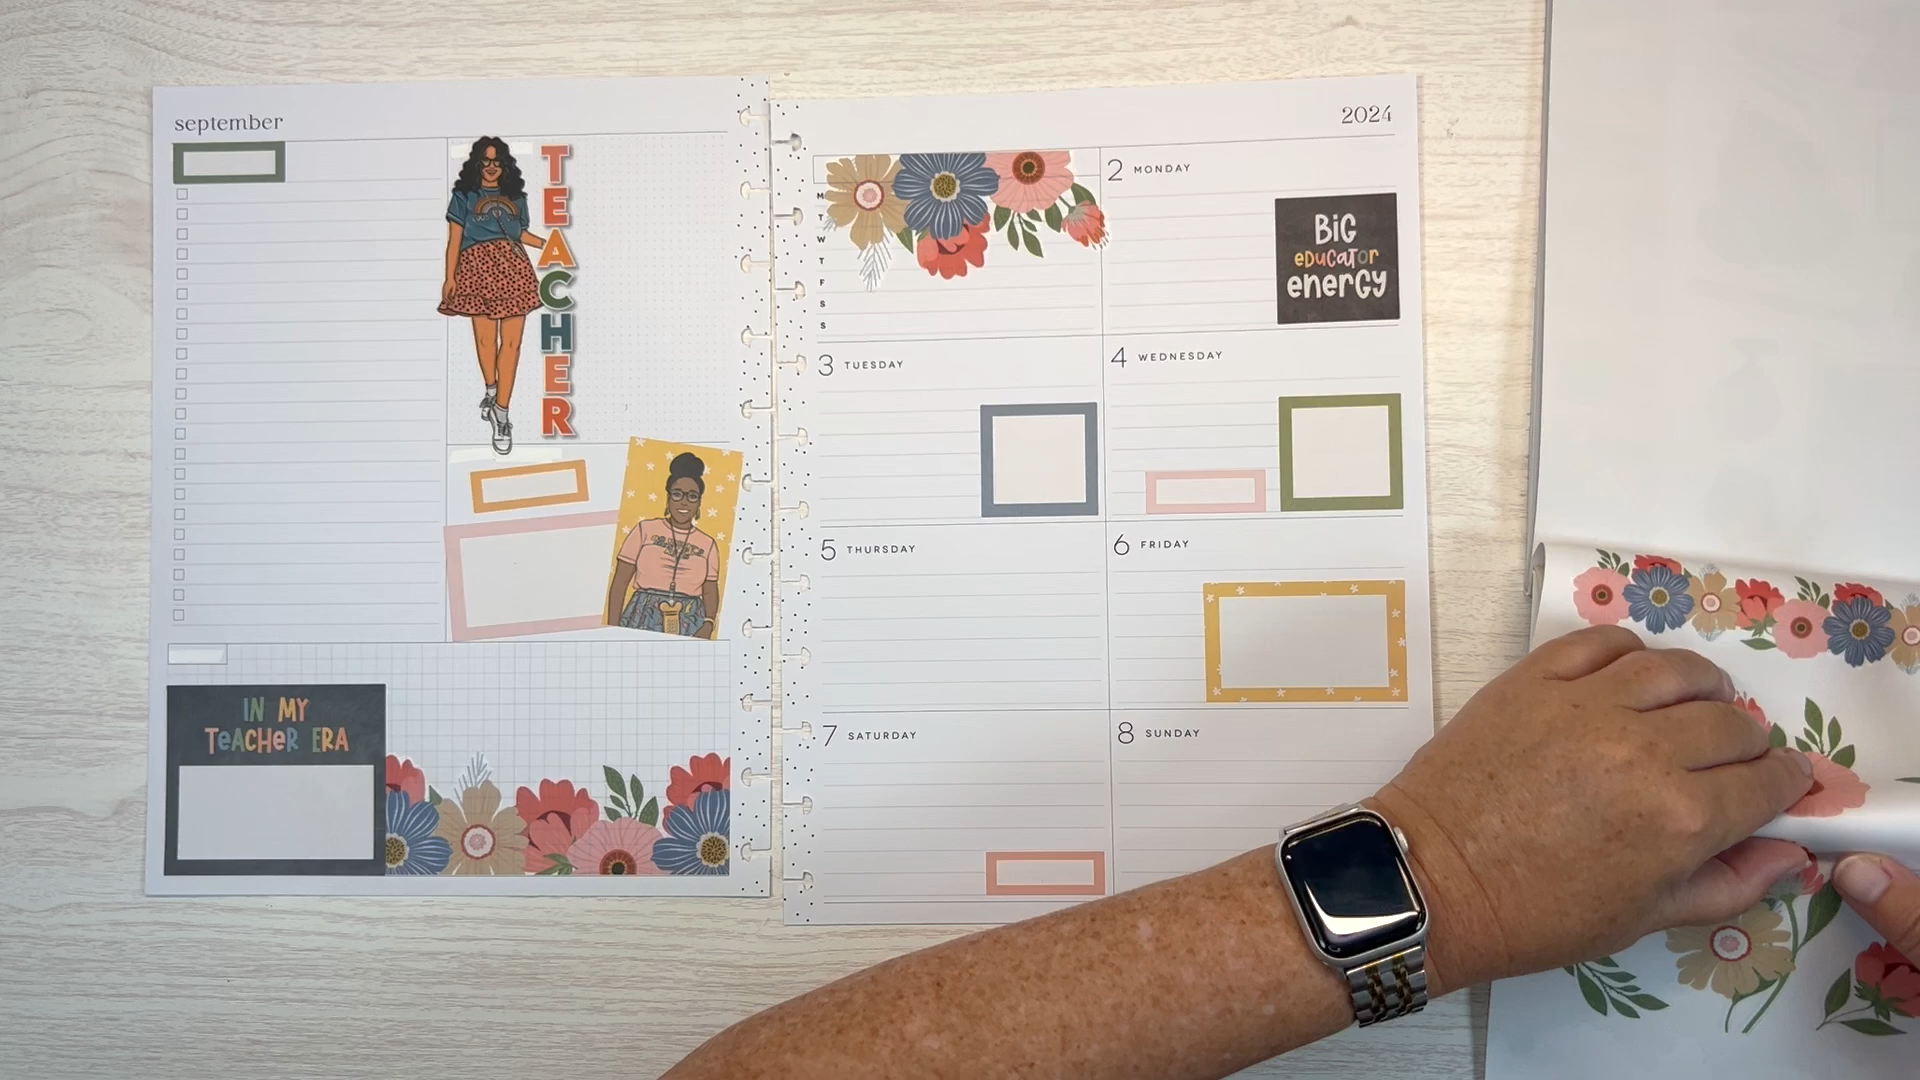 september
TEACHER
IN MY
TEACHER ERA
2024
M
T
W
T
F
S
S
2 MONDAY
BIG
EDUCATOR
ENERGY
3 TUESDAY
4 WEDNESDAY
5 THURSDAY
6 FRIDAY
7 SATURDAY
8 SUNDAY